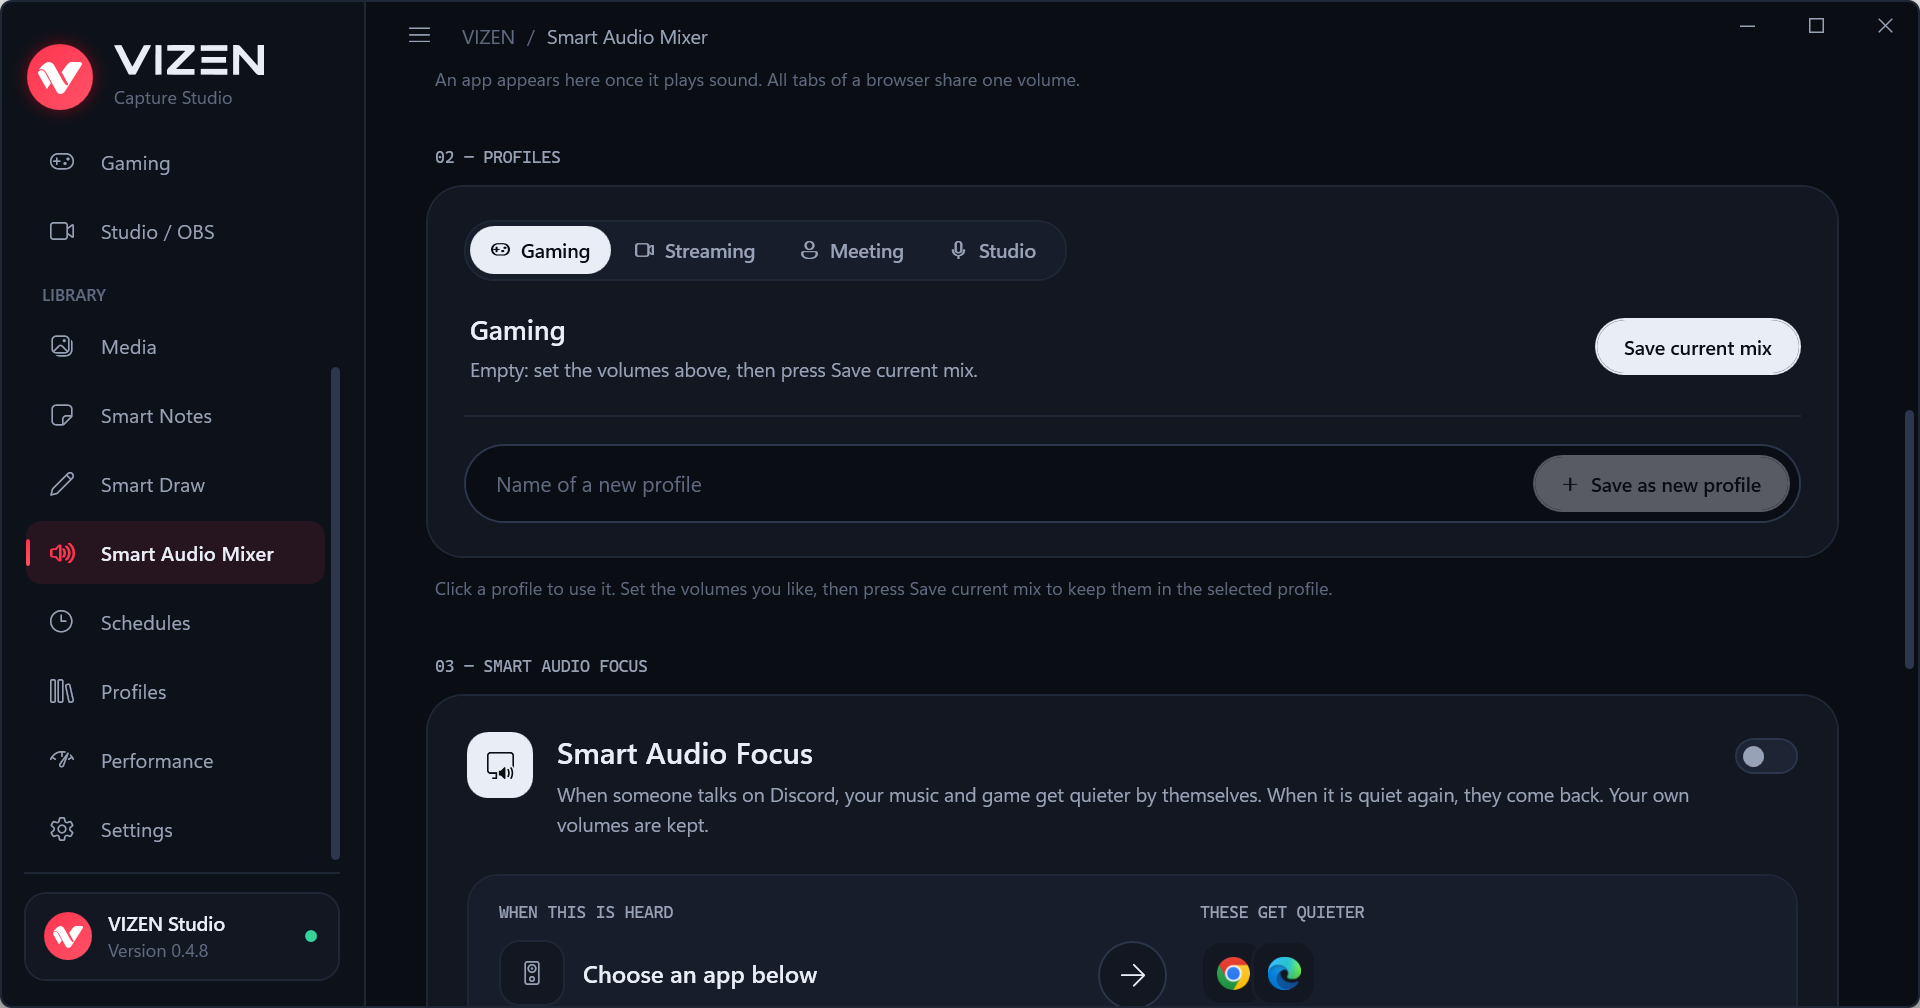 VIZEN
Capture Studio
Gaming
Studio / OBS
LIBRARY
Media
Smart Notes
Smart Draw
Smart Audio Mixer
Schedules
Profiles
Performance
Settings
VIZEN Studio
Version 0.4.8
VIZEN / Smart Audio Mixer
An app appears here once it plays sound. All tabs of a browser share one volume.
02 — PROFILES
Gaming Streaming Meeting Studio
Gaming
Empty: set the volumes above, then press Save current mix.
Save current mix
Name of a new profile
+ Save as new profile
Click a profile to use it. Set the volumes you like, then press Save current mix to keep them in the selected profile.
03 — SMART AUDIO FOCUS
Smart Audio Focus
When someone talks on Discord, your music and game get quieter by themselves. When it is quiet again, they come back. Your own
volumes are kept.
WHEN THIS IS HEARD
Choose an app below
THESE GET QUIETER